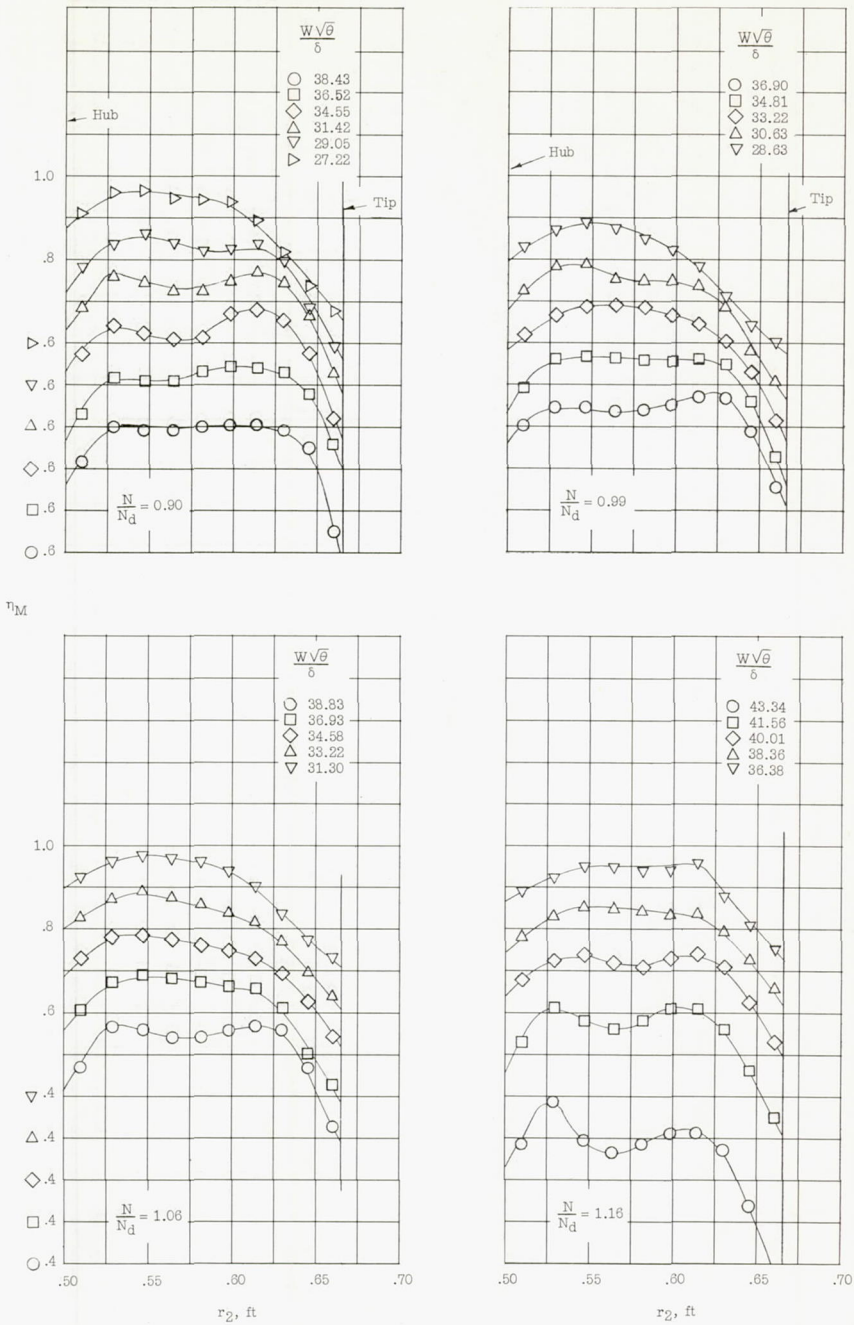 W√θ
δ
○ 38.43
□ 36.52
◇ 34.55
△ 31.42
▽ 29.05
▷ 27.22
Hub
Tip
1.0
.8
▷ .6
▽ .6
△ .6
◇ .6
□ .6
○ .6
N
N_d = 0.90
W√θ
δ
○ 36.90
□ 34.81
◇ 33.22
△ 30.63
▽ 28.63
Hub
Tip
N
N_d = 0.99
η_M
W√θ
δ
○ 38.83
□ 36.93
◇ 34.58
△ 33.22
▽ 31.30
1.0
.8
.6
▽ .4
△ .4
◇ .4
□ .4
○ .4
N
N_d = 1.06
.50 .55 .60 .65 .70
r₂, ft
W√θ
δ
○ 43.34
□ 41.56
◇ 40.01
△ 38.36
▽ 36.38
N
N_d = 1.16
.50 .55 .60 .65 .70
r₂, ft